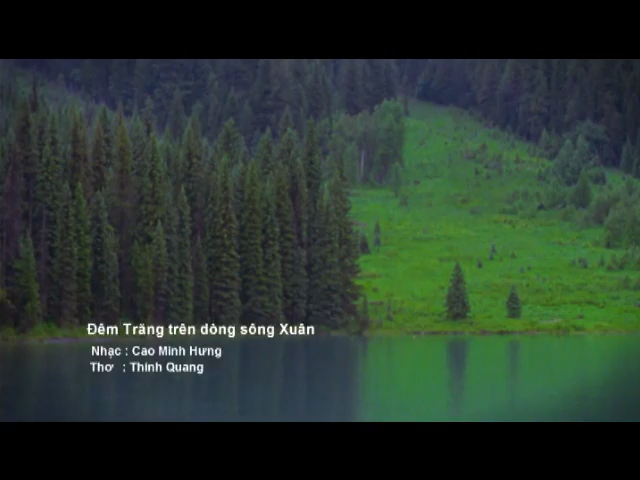 Đêm Trăng trên dòng sông Xuân
Nhạc : Cao Minh Hưng
Thơ : Thinh Quang